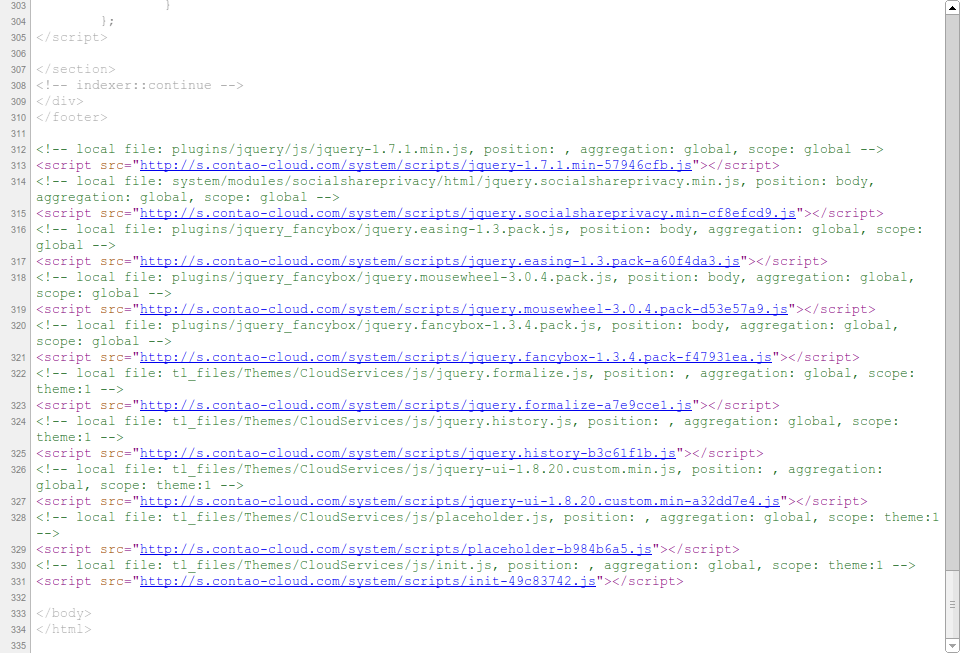 303                 }
304         };
305 </script>
306
307 </section>
308 <!-- indexer::continue -->
309 </div>
310 </footer>
311
312 <!-- local file: plugins/jquery/js/jquery-1.7.1.min.js, position: , aggregation: global, scope: global -->
313 <script src="http://s.contao-cloud.com/system/scripts/jquery-1.7.1.min-57946cfb.js"></script>
314 <!-- local file: system/modules/socialshareprivacy/html/jquery.socialshareprivacy.min.js, position: body,
aggregation: global, scope: global -->
315 <script src="http://s.contao-cloud.com/system/scripts/jquery.socialshareprivacy.min-cf8efcd9.js"></script>
316 <!-- local file: plugins/jquery_fancybox/jquery.easing-1.3.pack.js, position: body, aggregation: global, scope:
global -->
317 <script src="http://s.contao-cloud.com/system/scripts/jquery.easing-1.3.pack-a60f4da3.js"></script>
318 <!-- local file: plugins/jquery_fancybox/jquery.mousewheel-3.0.4.pack.js, position: body, aggregation: global,
scope: global -->
319 <script src="http://s.contao-cloud.com/system/scripts/jquery.mousewheel-3.0.4.pack-d53e57a9.js"></script>
320 <!-- local file: plugins/jquery_fancybox/jquery.fancybox-1.3.4.pack.js, position: body, aggregation: global,
scope: global -->
321 <script src="http://s.contao-cloud.com/system/scripts/jquery.fancybox-1.3.4.pack-f47931ea.js"></script>
322 <!-- local file: tl_files/Themes/CloudServices/js/jquery.formalize.js, position: , aggregation: global, scope:
theme:1 -->
323 <script src="http://s.contao-cloud.com/system/scripts/jquery.formalize-a7e9cce1.js"></script>
324 <!-- local file: tl_files/Themes/CloudServices/js/jquery.history.js, position: , aggregation: global, scope:
theme:1 -->
325 <script src="http://s.contao-cloud.com/system/scripts/jquery.history-b3c61f1b.js"></script>
326 <!-- local file: tl_files/Themes/CloudServices/js/jquery-ui-1.8.20.custom.min.js, position: , aggregation:
global, scope: theme:1 -->
327 <script src="http://s.contao-cloud.com/system/scripts/jquery-ui-1.8.20.custom.min-a32dd7e4.js"></script>
328 <!-- local file: tl_files/Themes/CloudServices/js/placeholder.js, position: , aggregation: global, scope: theme:1
-->
329 <script src="http://s.contao-cloud.com/system/scripts/placeholder-b984b6a5.js"></script>
330 <!-- local file: tl_files/Themes/CloudServices/js/init.js, position: , aggregation: global, scope: theme:1 -->
331 <script src="http://s.contao-cloud.com/system/scripts/init-49c83742.js"></script>
332
333 </body>
334 </html>
335